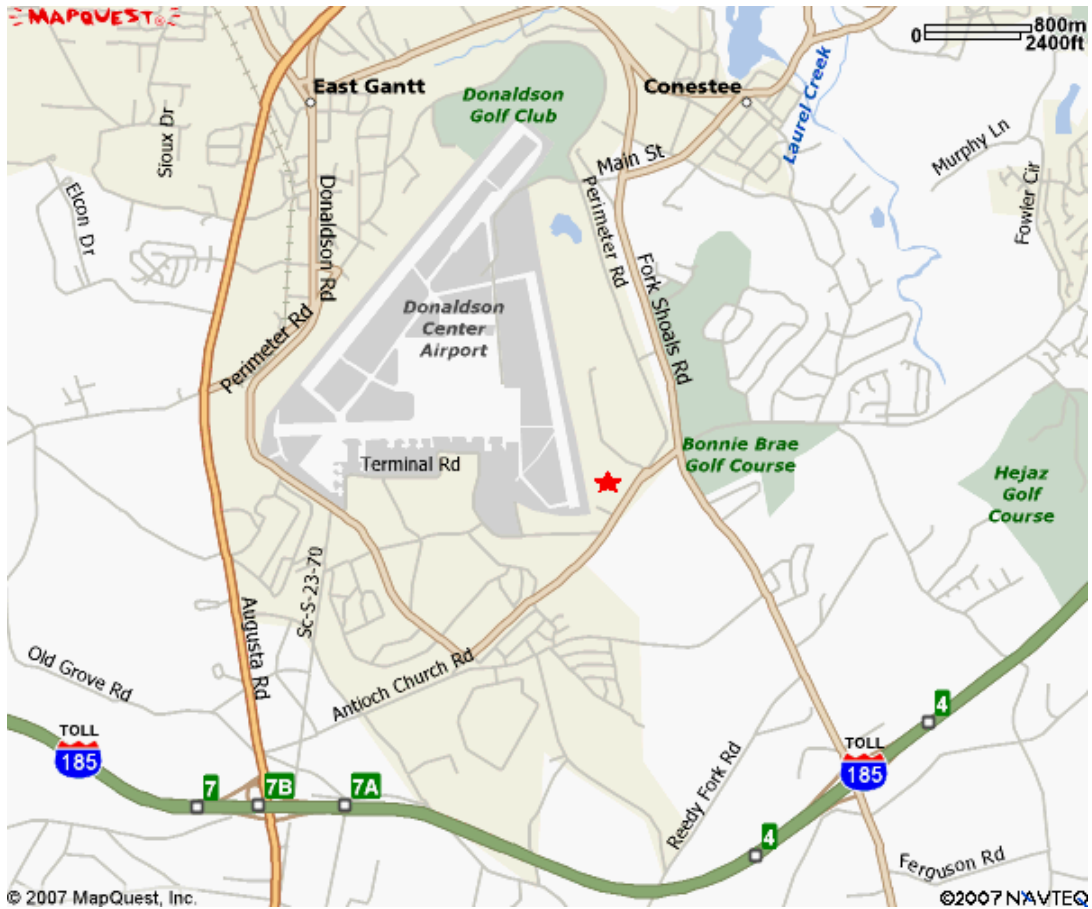 MAPQUEST®
800m
0
2400ft
East Gantt
Conestee
Donaldson
Golf Club
Laurel Creek
Sioux Dr
Main St
Murphy Ln
Elcon Dr
Donaldson Rd
Perimeter Rd
Fowler Cir
Fork Shoals Rd
Donaldson
Center
Airport
Perimeter Rd
Terminal Rd
Bonnie Brae
Golf Course
Hejaz
Golf
Course
Sc-S-23-70
Augusta Rd
Old Grove Rd
Antioch Church Rd
4
TOLL
185
TOLL
185
7
7B
7A
Reedy Fork Rd
4
Ferguson Rd
© 2007 MapQuest, Inc.
©2007 NAVTEQ